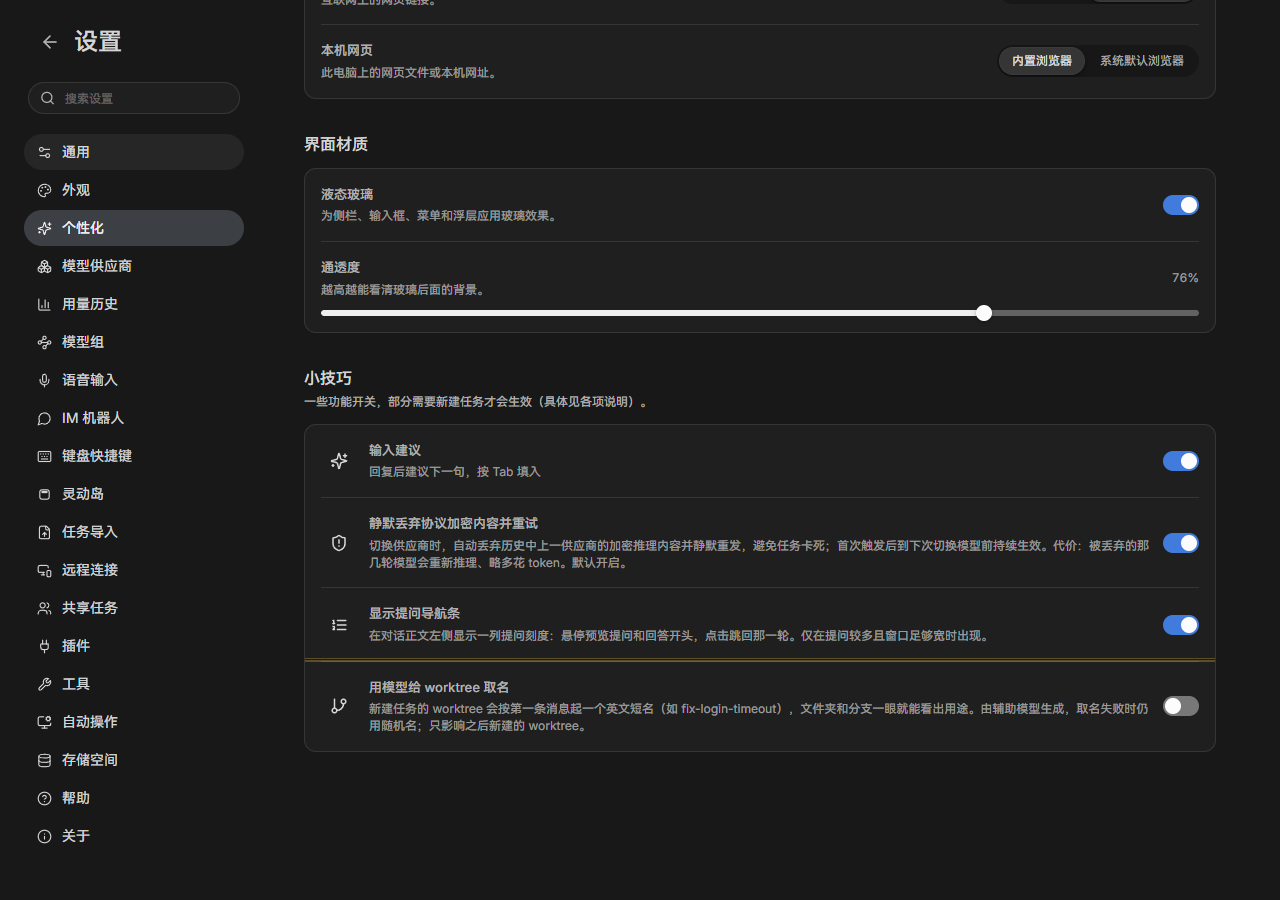 设置
搜索设置
通用
外观
个性化
模型供应商
用量历史
模型组
语音输入
IM 机器人
键盘快捷键
灵动岛
任务导入
远程连接
共享任务
插件
工具
自动操作
存储空间
帮助
关于
互联网上的网页链接。
本机网页
此电脑上的网页文件或本机网址。
内置浏览器
系统默认浏览器
界面材质
液态玻璃
为侧栏、输入框、菜单和浮层应用玻璃效果。
通透度
越高越能看清玻璃后面的背景。
76%
小技巧
一些功能开关，部分需要新建任务才会生效（具体见各项说明）。
输入建议
回复后建议下一句，按 Tab 填入
静默丢弃协议加密内容并重试
切换供应商时，自动丢弃历史中上一供应商的加密推理内容并静默重发，避免任务卡死；首次触发后到下次切换模型前持续生效。代价：被丢弃的那
几轮模型会重新推理、略多花 token。默认开启。
显示提问导航条
在对话正文左侧显示一列提问刻度：悬停预览提问和回答开头，点击跳回那一轮。仅在提问较多且窗口足够宽时出现。
用模型给 worktree 取名
新建任务的 worktree 会按第一条消息起一个英文短名（如 fix-login-timeout），文件夹和分支一眼就能看出用途。由辅助模型生成，取名失败时仍
用随机名；只影响之后新建的 worktree。